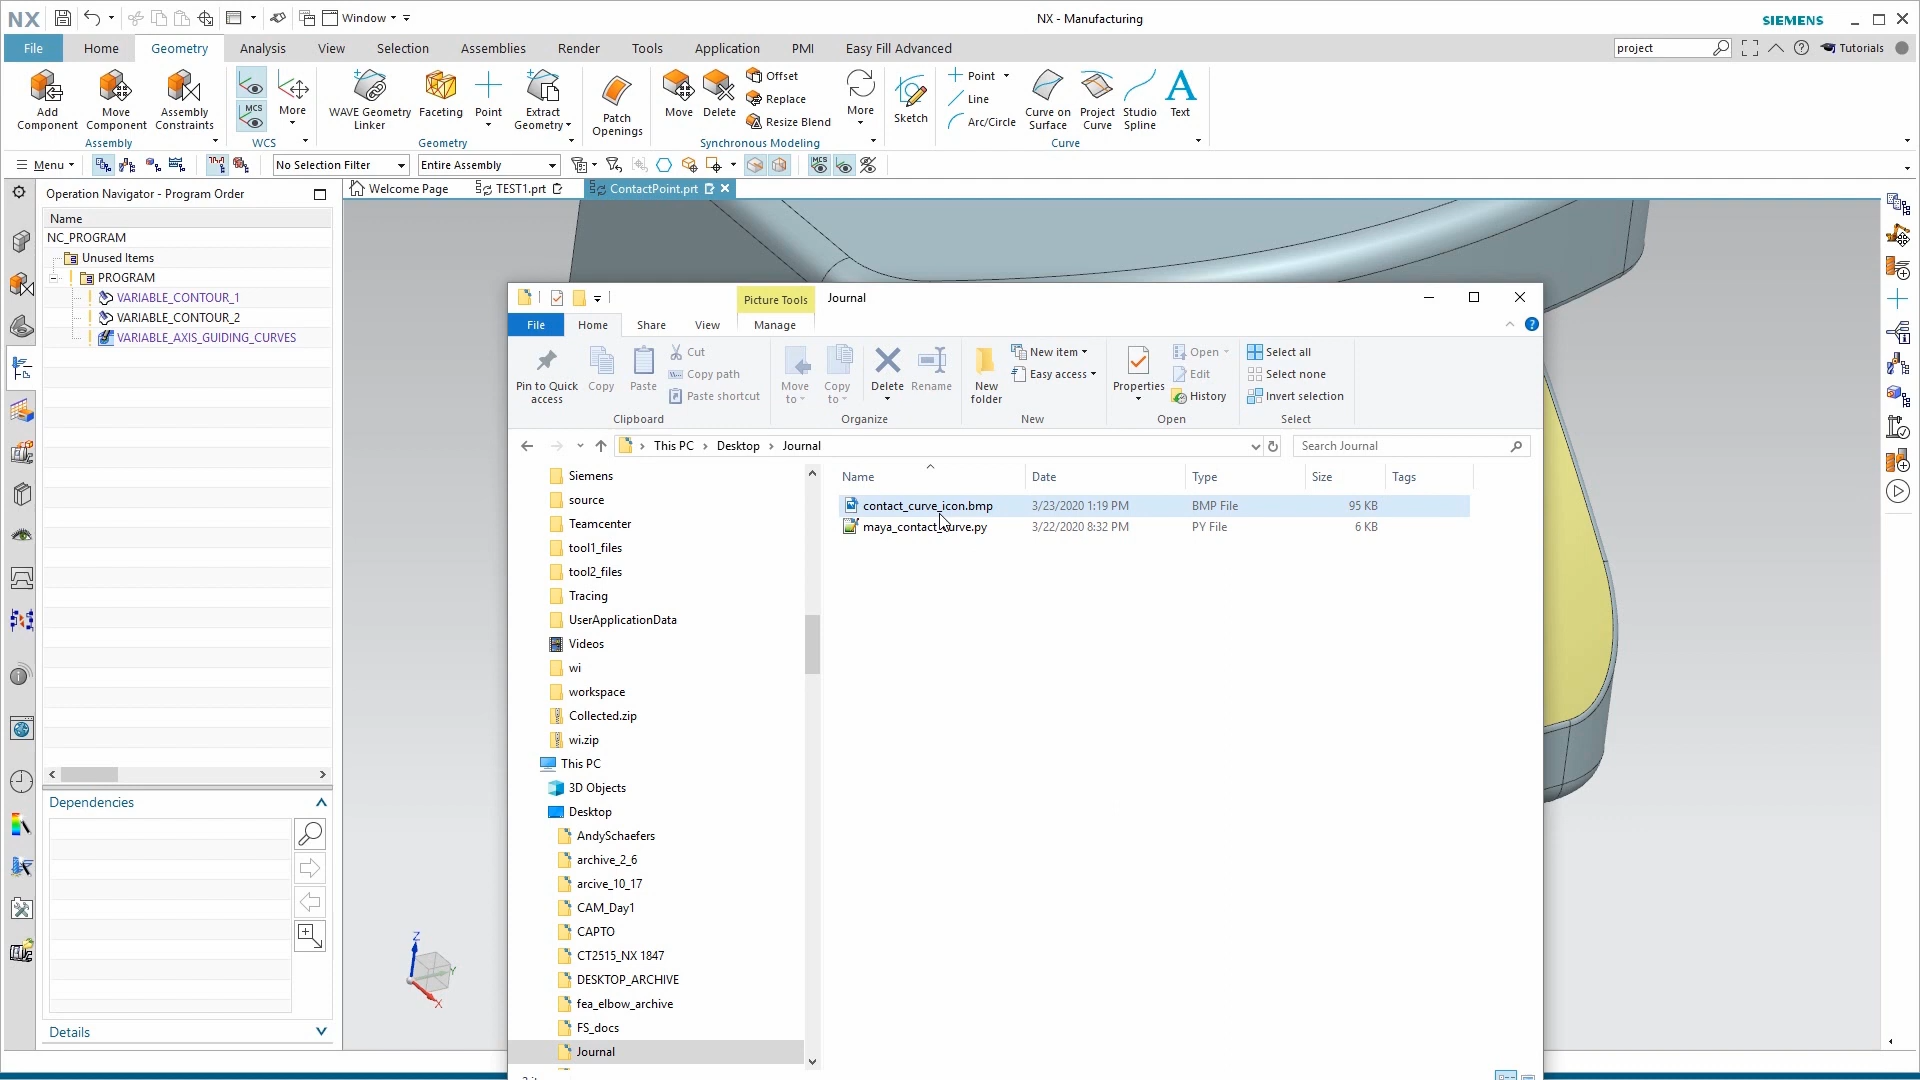 NX
Window
NX - Manufacturing
SIEMENS
File
Home
Geometry
Analysis
View
Selection
Assemblies
Render
Tools
Application
PMI
Easy Fill Advanced
project
Tutorials
Add Component
Move Component
Assembly Constraints
Assembly
MCS
More
WCS
WAVE Geometry Linker
Faceting
Point
Extract Geometry
Geometry
Patch Openings
Move
Delete
Offset
Replace
Resize Blend
More
Synchronous Modeling
Sketch
Point
Line
Arc/Circle
Curve on Surface
Project Curve
Studio Spline
Text
Curve
Menu
No Selection Filter
Entire Assembly
MCS
Operation Navigator - Program Order
Welcome Page
TEST1.prt
ContactPoint.prt
Name
NC_PROGRAM
Unused Items
PROGRAM
VARIABLE_CONTOUR_1
VARIABLE_CONTOUR_2
VARIABLE_AXIS_GUIDING_CURVES
Dependencies
Details
Z
Y
X
Picture Tools
Journal
File
Home
Share
View
Manage
Pin to Quick access
Copy
Paste
Cut
Copy path
Paste shortcut
Clipboard
Move to
Copy to
Delete
Rename
Organize
New folder
New item
Easy access
New
Properties
Open
Edit
History
Open
Select all
Select none
Invert selection
Select
This PC
Desktop
Journal
Search Journal
Name
Date
Type
Size
Tags
contact_curve_icon.bmp
3/23/2020 1:19 PM
BMP File
95 KB
maya_contact_curve.py
3/22/2020 8:32 PM
PY File
6 KB
Siemens
source
Teamcenter
tool1_files
tool2_files
Tracing
UserApplicationData
Videos
wi
workspace
Collected.zip
wi.zip
This PC
3D Objects
Desktop
AndySchaefers
archive_2_6
arcive_10_17
CAM_Day1
CAPTO
CT2515_NX 1847
DESKTOP_ARCHIVE
fea_elbow_archive
FS_docs
Journal